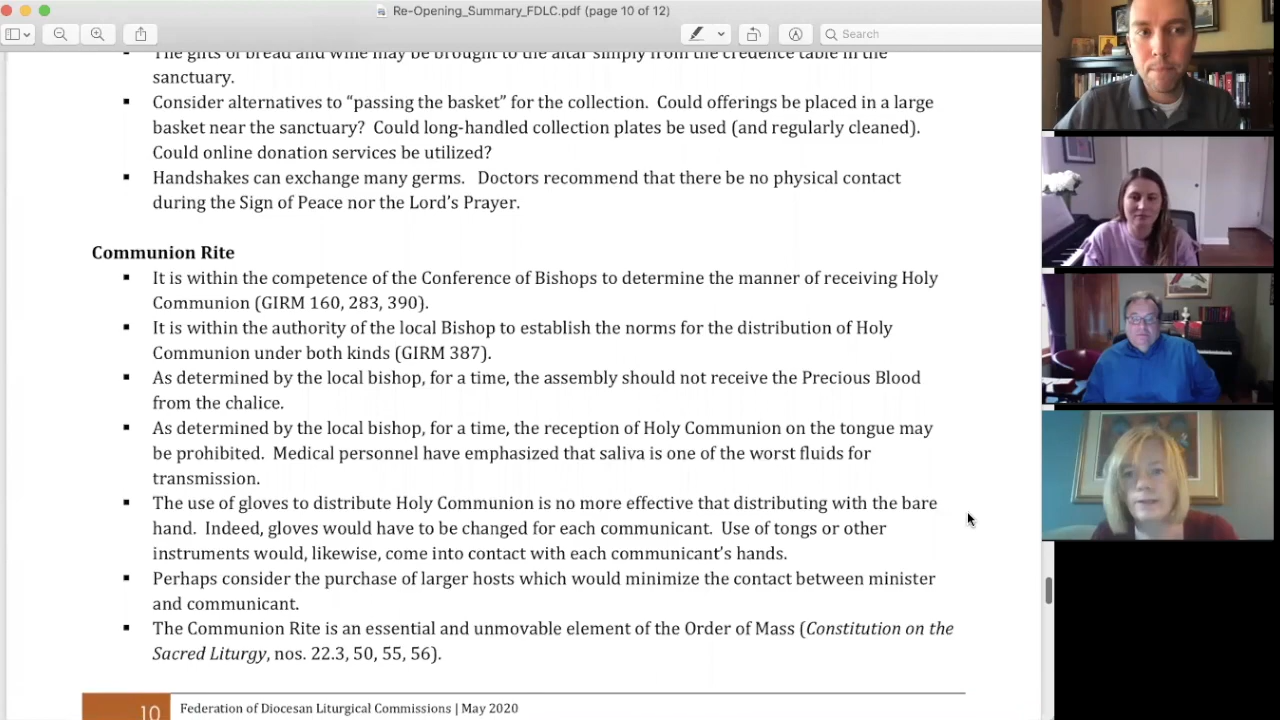 Re-Opening_Summary_FDLC.pdf (page 10 of 12)
Search
The gifts of bread and wine may be brought to the altar simply from the credence table in the
sanctuary.
▪ Consider alternatives to “passing the basket” for the collection. Could offerings be placed in a large
basket near the sanctuary? Could long-handled collection plates be used (and regularly cleaned).
Could online donation services be utilized?
▪ Handshakes can exchange many germs. Doctors recommend that there be no physical contact
during the Sign of Peace nor the Lord’s Prayer.
Communion Rite
▪ It is within the competence of the Conference of Bishops to determine the manner of receiving Holy
Communion (GIRM 160, 283, 390).
▪ It is within the authority of the local Bishop to establish the norms for the distribution of Holy
Communion under both kinds (GIRM 387).
▪ As determined by the local bishop, for a time, the assembly should not receive the Precious Blood
from the chalice.
▪ As determined by the local bishop, for a time, the reception of Holy Communion on the tongue may
be prohibited. Medical personnel have emphasized that saliva is one of the worst fluids for
transmission.
▪ The use of gloves to distribute Holy Communion is no more effective that distributing with the bare
hand. Indeed, gloves would have to be changed for each communicant. Use of tongs or other
instruments would, likewise, come into contact with each communicant’s hands.
▪ Perhaps consider the purchase of larger hosts which would minimize the contact between minister
and communicant.
▪ The Communion Rite is an essential and unmovable element of the Order of Mass (Constitution on the
Sacred Liturgy, nos. 22.3, 50, 55, 56).
10 Federation of Diocesan Liturgical Commissions | May 2020